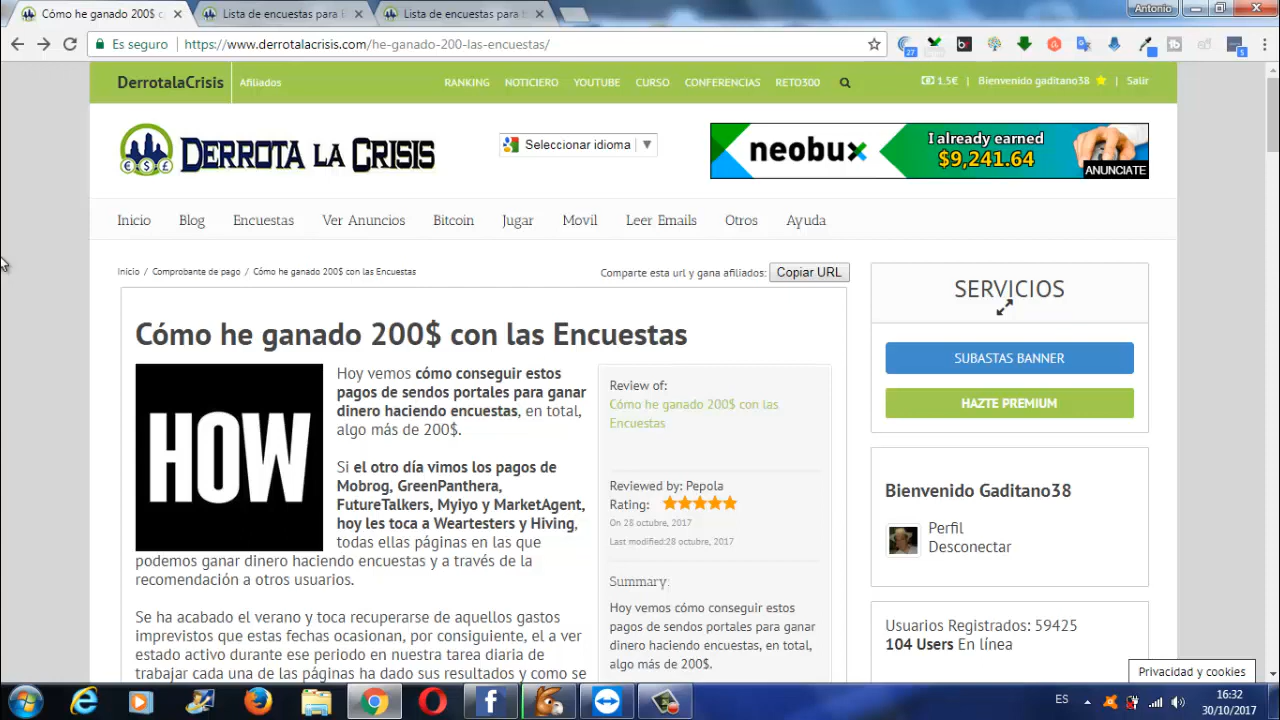 Cómo he ganado 200$ c
Lista de encuestas para
Lista de encuestas para
Antonio
Es seguro
https://www.derrotalacrisis.com/he-ganado-200-las-encuestas/
27
5
DerrotalaCrisis
Afiliados
RANKING NOTICIERO YOUTUBE CURSO CONFERENCIAS RETO300
1.5€ Bienvenido gaditano38 | Salir
DERROTA LA CRISIS
Seleccionar idioma ▼
neobux
I already earned
$9,241.64
ANUNCIATE
Inicio Blog Encuestas Ver Anuncios Bitcoin Jugar Movil Leer Emails Otros Ayuda
Inicio / Comprobante de pago / Cómo he ganado 200$ con las Encuestas
Comparte esta url y gana afiliados: Copiar URL
Cómo he ganado 200$ con las Encuestas
HOW
Hoy vemos cómo conseguir estos
pagos de sendos portales para ganar
dinero haciendo encuestas, en total,
algo más de 200$.
Si el otro día vimos los pagos de
Mobrog, GreenPanthera,
FutureTalkers, Myiyo y MarketAgent,
hoy les toca a Weartesters y Hiving,
todas ellas páginas en las que
podemos ganar dinero haciendo encuestas y a través de la
recomendación a otros usuarios.
Se ha acabado el verano y toca recuperarse de aquellos gastos
imprevistos que estas fechas ocasionan, por consiguiente, el a ver
estado activo durante ese periodo en nuestra tarea diaria de
trabajar cada una de las páginas ha dado sus resultados y como se
Review of:
Cómo he ganado 200$ con las
Encuestas
Reviewed by: Pepola
Rating:
On 28 octubre, 2017
Last modified:28 octubre, 2017
Summary:
Hoy vemos cómo conseguir estos
pagos de sendos portales para ganar
dinero haciendo encuestas, en total,
algo más de 200$.
SERVICIOS
SUBASTAS BANNER
HAZTE PREMIUM
Bienvenido Gaditano38
Perfil
Desconectar
Usuarios Registrados: 59425
104 Users En línea
Privacidad y cookies
ES
16:32
30/10/2017